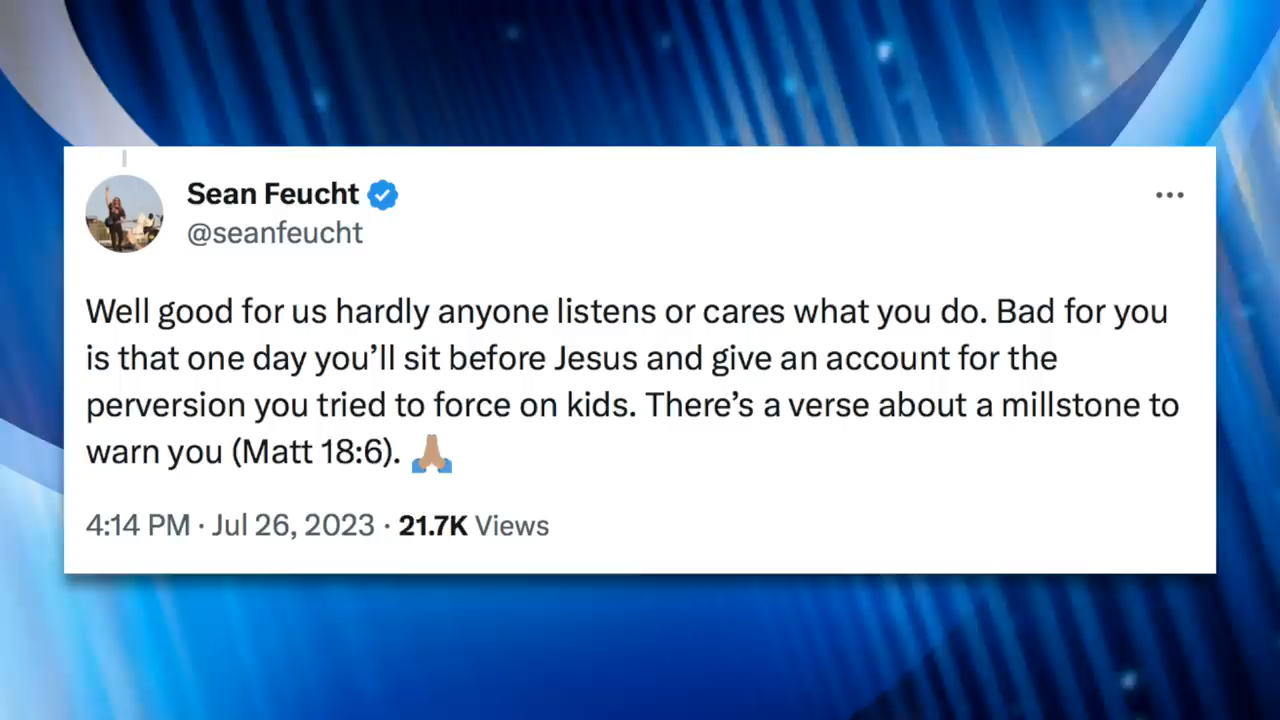 Sean Feucht
@seanfeucht
Well good for us hardly anyone listens or cares what you do. Bad for you
is that one day you’ll sit before Jesus and give an account for the
perversion you tried to force on kids. There’s a verse about a millstone to
warn you (Matt 18:6). 🙏🏽
4:14 PM · Jul 26, 2023 · 21.7K Views